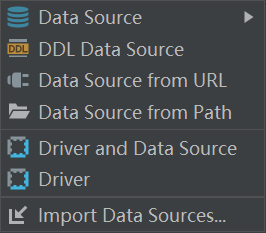 Data Source
DDL DDL Data Source
Data Source from URL
Data Source from Path
Driver and Data Source
Driver
Import Data Sources...